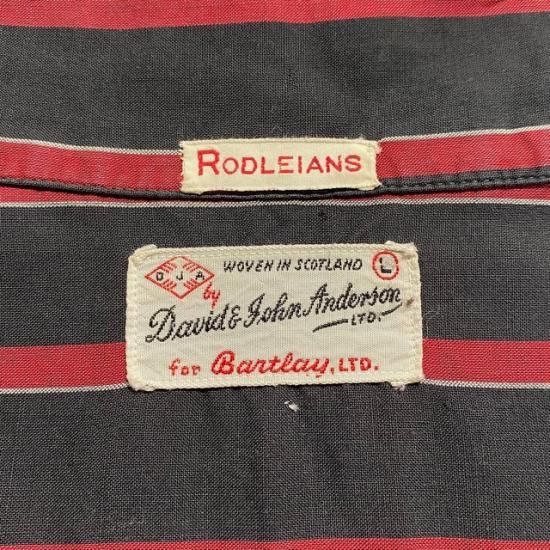 RODLEIANS
DJA WOVEN IN SCOTLAND L
by
David & John Anderson
LTD.
for Bartlay, LTD.